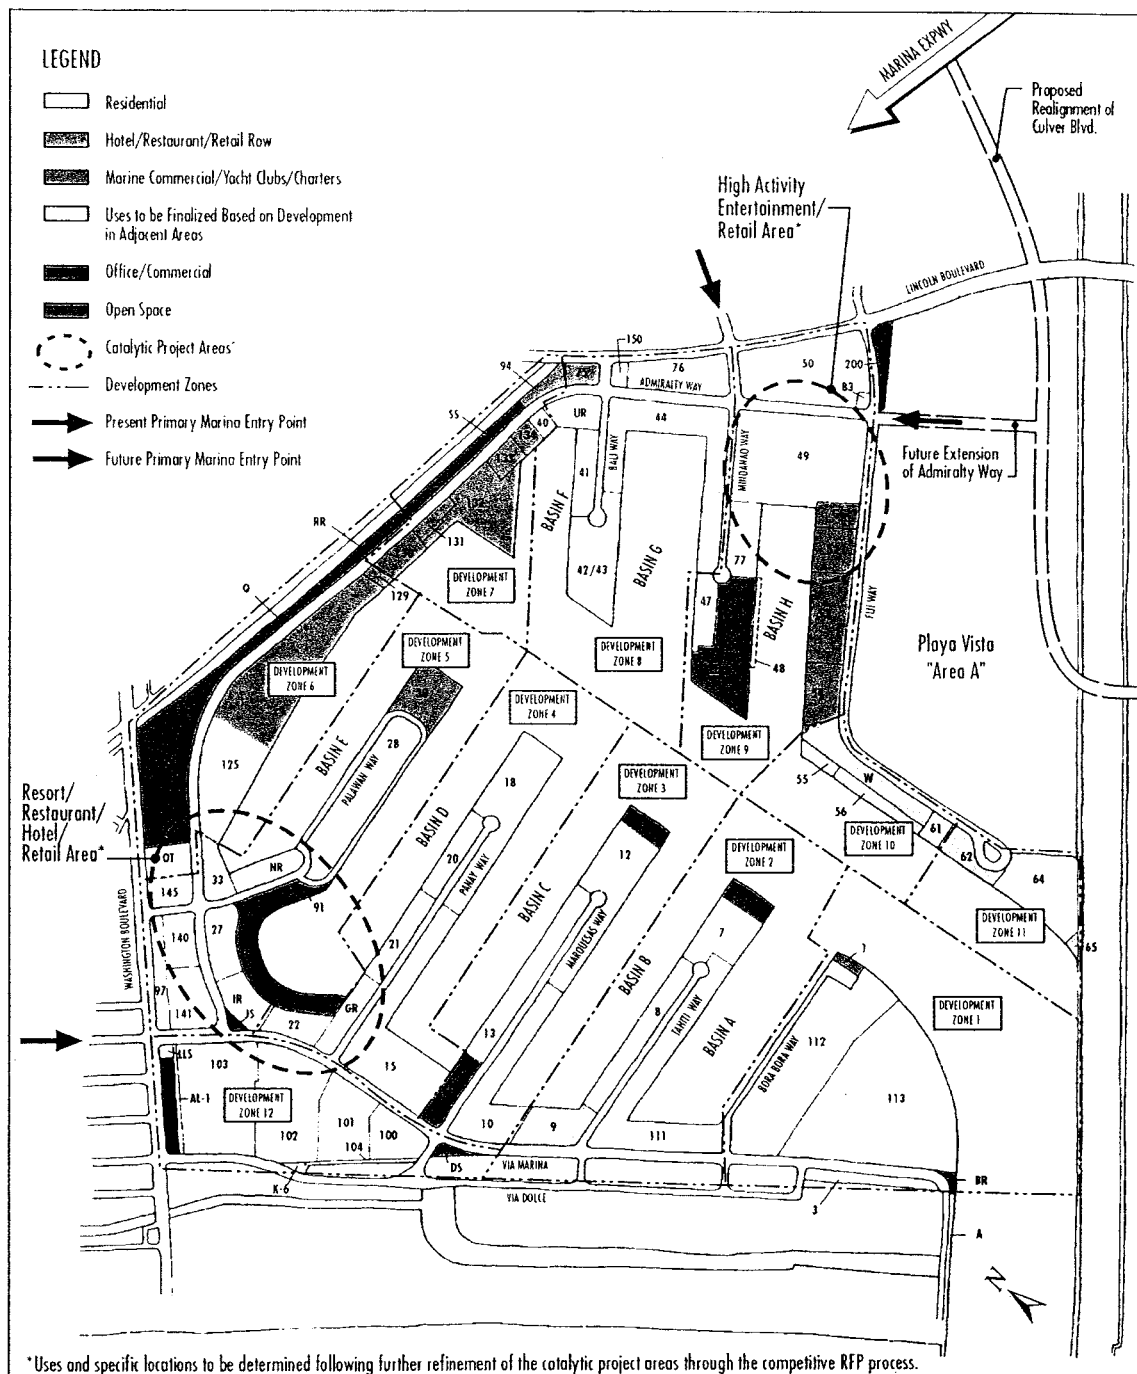 LEGEND
Residential
Hotel/Restaurant/Retail Row
Marine Commercial/Yacht Clubs/Charters
Uses to be Finalized Based on Development
in Adjacent Areas
Office/Commercial
Open Space
Catalytic Project Areas*
Development Zones
Present Primary Marina Entry Point
Future Primary Marina Entry Point
MARINA EXPWY
Proposed
Realignment of
Culver Blvd.
High Activity
Entertainment/
Retail Area*
LINCOLN BOULEVARD
150
94
76
50
200
83
ADMIRALTY WAY
SS
UR
44
40
134
133
41
BALI WAY
MINDANAO WAY
49
Future Extension
of Admiralty Way
RR
131
BASIN F
BASIN G
77
FIJI WAY
Q
129
42/43
47
BASIN H
48
DEVELOPMENT
ZONE 7
DEVELOPMENT
ZONE 5
DEVELOPMENT
ZONE 8
Playa Vista
"Area A"
DEVELOPMENT
ZONE 6
DEVELOPMENT
ZONE 4
DEVELOPMENT
ZONE 9
125
BASIN E
28
PALAWAN WAY
18
DEVELOPMENT
ZONE 3
55
W
56
Resort/
Restaurant/
Hotel/
Retail Area*
OT
BASIN D
20
PANAY WAY
12
DEVELOPMENT
ZONE 2
DEVELOPMENT
ZONE 10
61
62
64
145
33
NR
91
BASIN C
MARQUESAS WAY
7
DEVELOPMENT
ZONE 11
65
WASHINGTON BOULEVARD
140
27
21
BASIN B
1
97
141
IR
JS
22
GR
8
TAHITI WAY
BASIN A
DEVELOPMENT
ZONE 1
LLS
103
15
13
BORA BORA WAY
112
113
AL-1
DEVELOPMENT
ZONE 12
102
101
104
100
10
9
111
K-6
DS
VIA MARINA
VIA DOLCE
3
BR
A
N
*Uses and specific locations to be determined following further refinement of the catalytic project areas through the competitive RFP process.